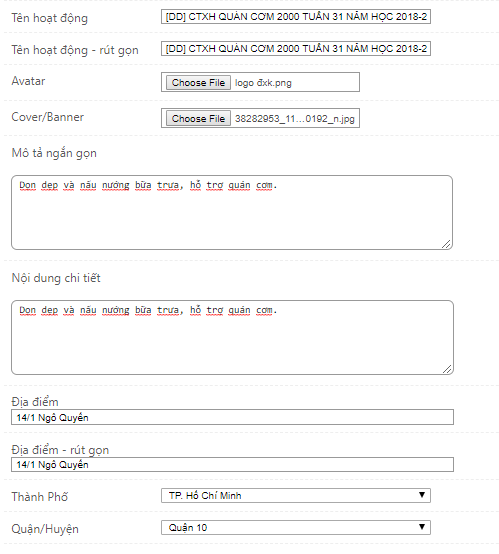 Tên hoạt động
[DD] CTXH QUÁN CƠM 2000 TUẦN 31 NĂM HỌC 2018-2
Tên hoạt động - rút gọn
[DD] CTXH QUÁN CƠM 2000 TUẦN 31 NĂM HỌC 2018-2
Avatar
Choose File logo đxk.png
Cover/Banner
Choose File 38282953_11...0192_n.jpg
Mô tả ngắn gọn
Dọn dẹp và nấu nướng bữa trưa, hỗ trợ quán cơm.
Nội dung chi tiết
Dọn dẹp và nấu nướng bữa trưa, hỗ trợ quán cơm.
Địa điểm
14/1 Ngô Quyền
Địa điểm - rút gọn
14/1 Ngô Quyền
Thành Phố
TP. Hồ Chí Minh
Quận/Huyện
Quận 10